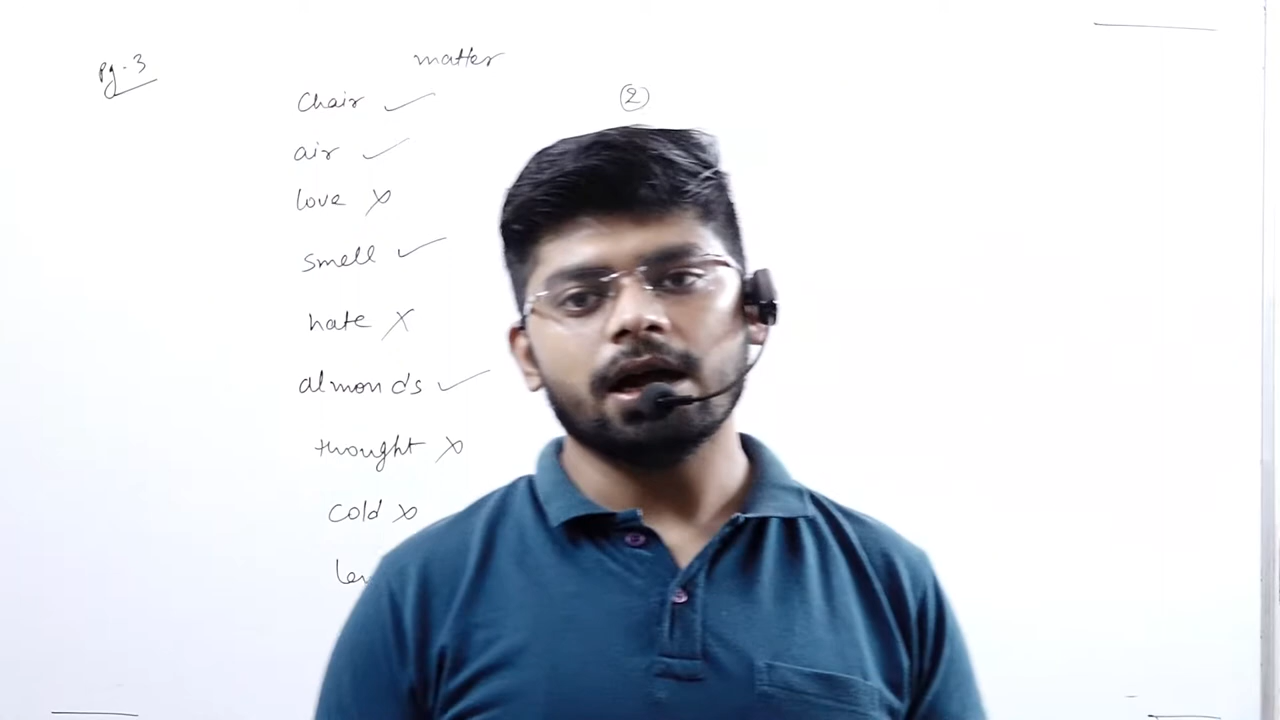 Pg-3
matter
Chair ✓
②
air ✓
love ✗
smell ✓
hate ✗
almonds ✓
thought ✗
cold ✗